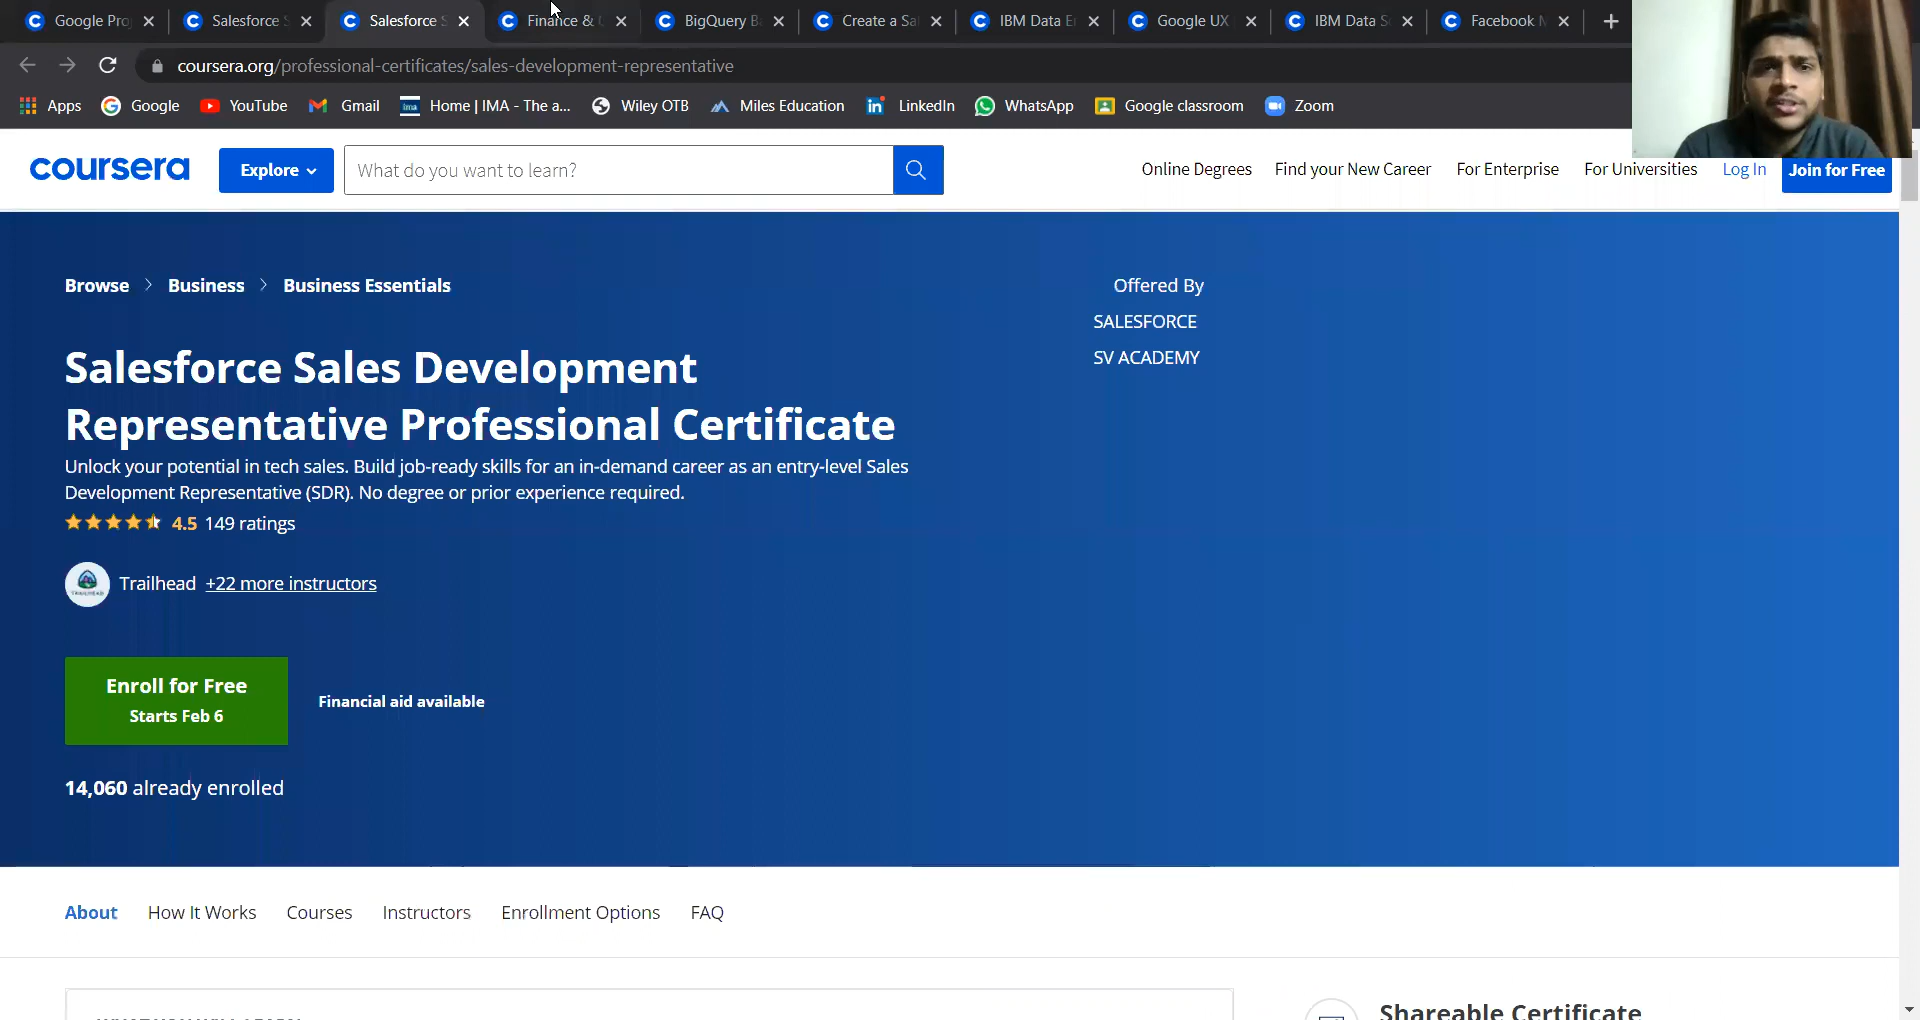 Google Pro
Salesforce S
Salesforce S
Finance &
BigQuery B
Create a Sal
IBM Data E
Google UX
IBM Data S
Facebook M
coursera.org/professional-certificates/sales-development-representative
Apps
Google
YouTube
Gmail
ima
Home | IMA - The a...
Wiley OTB
Miles Education
LinkedIn
WhatsApp
Google classroom
Zoom
coursera
Explore
What do you want to learn?
Online Degrees
Find your New Career
For Enterprise
For Universities
Log In
Join for Free
Browse > Business > Business Essentials
Offered By
SALESFORCE
SV ACADEMY
Salesforce Sales Development
Representative Professional Certificate
Unlock your potential in tech sales. Build job-ready skills for an in-demand career as an entry-level Sales
Development Representative (SDR). No degree or prior experience required.
4.5 149 ratings
Trailhead +22 more instructors
Enroll for Free
Starts Feb 6
Financial aid available
14,060 already enrolled
About
How It Works
Courses
Instructors
Enrollment Options
FAQ
Shareable Certificate